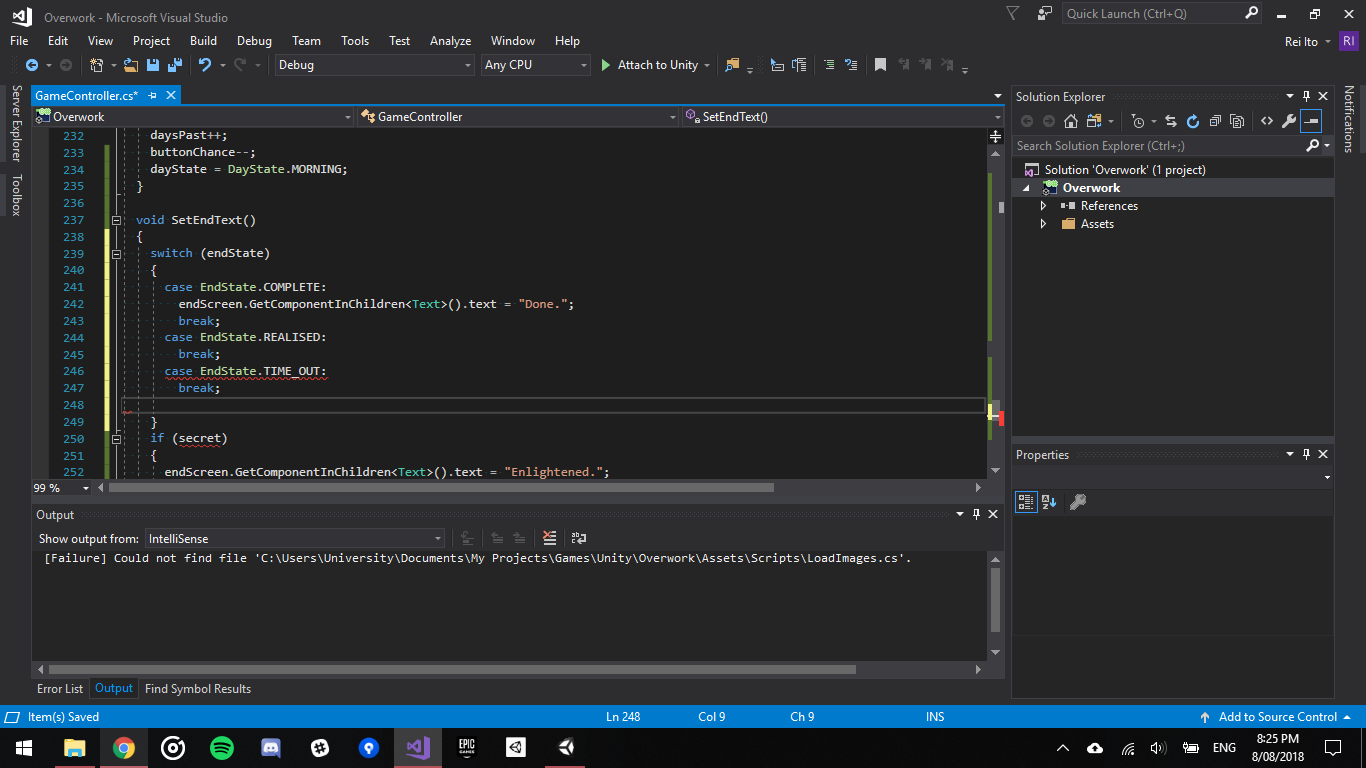 Overwork - Microsoft Visual Studio
Quick Launch (Ctrl+Q)
File Edit View Project Build Debug Team Tools Test Analyze Window Help
Rei Ito RI
Debug Any CPU Attach to Unity
Server Explorer
Toolbox
GameController.cs*
Overwork GameController SetEndText()
232 daysPast++;
233 buttonChance--;
234 dayState = DayState.MORNING;
235 }
236
237 void SetEndText()
238 {
239 switch (endState)
240 {
241 case EndState.COMPLETE:
242 endScreen.GetComponentInChildren<Text>().text = "Done.";
243 break;
244 case EndState.REALISED:
245 break;
246 case EndState.TIME_OUT:
247 break;
248
249 }
250 if (secret)
251 {
252 endScreen.GetComponentInChildren<Text>().text = "Enlightened.";
99 %
Output
Show output from: IntelliSense
[Failure] Could not find file 'C:\Users\University\Documents\My Projects\Games\Unity\Overwork\Assets\Scripts\LoadImages.cs'.
Error List Output Find Symbol Results
Solution Explorer
Search Solution Explorer (Ctrl+;)
Solution 'Overwork' (1 project)
Overwork
References
Assets
Properties
Notifications
Item(s) Saved Ln 248 Col 9 Ch 9 INS Add to Source Control
EPIC GAMES
ENG
8:25 PM
8/08/2018